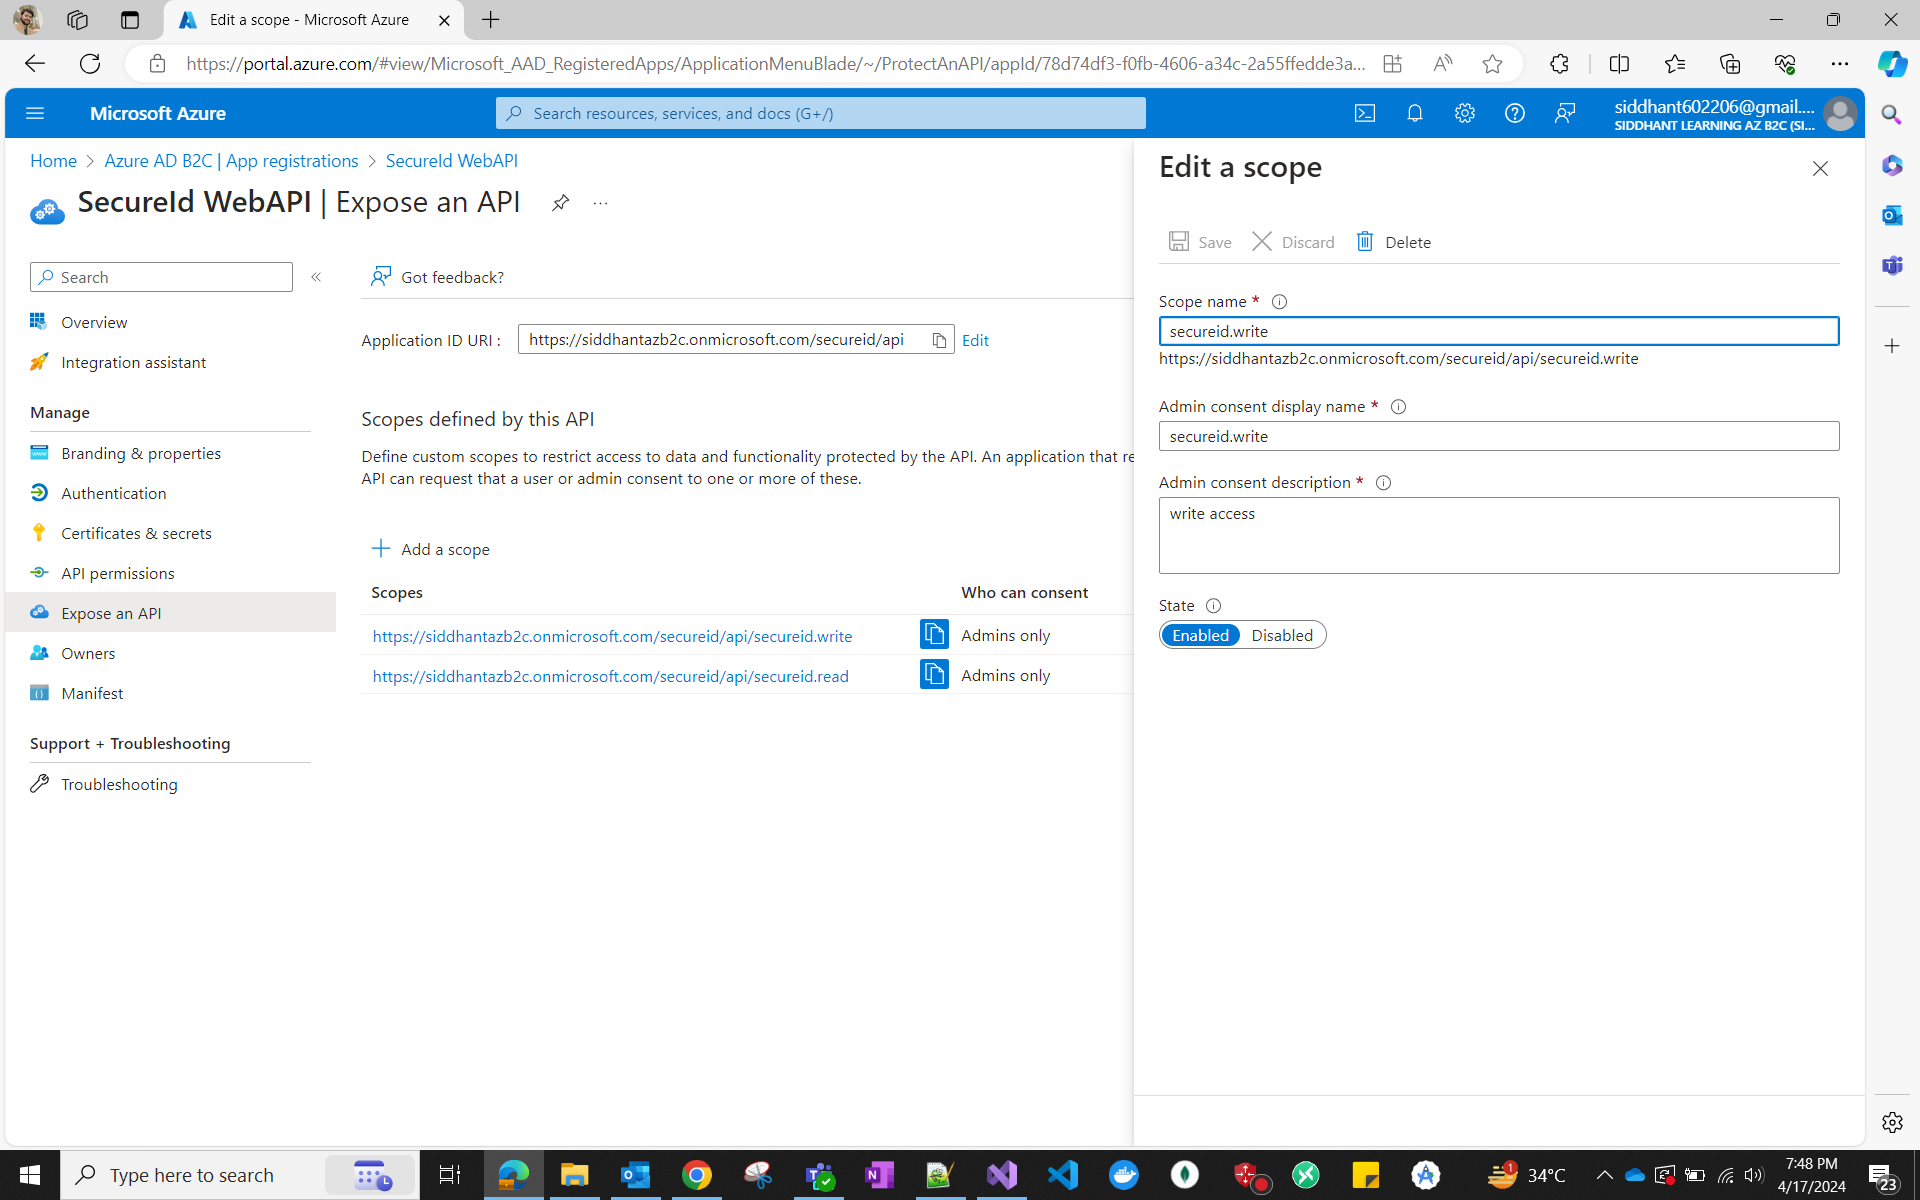 Edit a scope - Microsoft Azure
https://portal.azure.com/#view/Microsoft_AAD_RegisteredApps/ApplicationMenuBlade/~/ProtectAnAPI/appId/78d74df3-f0fb-4606-a34c-2a55ffedde3a...
Microsoft Azure
Search resources, services, and docs (G+/)
siddhant602206@gmail....
SIDDHANT LEARNING AZ B2C (SI...
Home > Azure AD B2C | App registrations > SecureId WebAPI
SecureId WebAPI | Expose an API
...
Search
«
Overview
Integration assistant
Manage
Branding & properties
Authentication
Certificates & secrets
API permissions
Expose an API
Owners
Manifest
Support + Troubleshooting
Troubleshooting
Got feedback?
Application ID URI :
https://siddhantazb2c.onmicrosoft.com/secureid/api
Edit
Scopes defined by this API
Define custom scopes to restrict access to data and functionality protected by the API. An application that re
API can request that a user or admin consent to one or more of these.
Add a scope
Scopes
Who can consent
https://siddhantazb2c.onmicrosoft.com/secureid/api/secureid.write
Admins only
https://siddhantazb2c.onmicrosoft.com/secureid/api/secureid.read
Admins only
Edit a scope
Save
Discard
Delete
Scope name *
secureid.write
https://siddhantazb2c.onmicrosoft.com/secureid/api/secureid.write
Admin consent display name *
secureid.write
Admin consent description *
write access
State
Enabled
Disabled
Type here to search
1
34°C
7:48 PM
4/17/2024
23